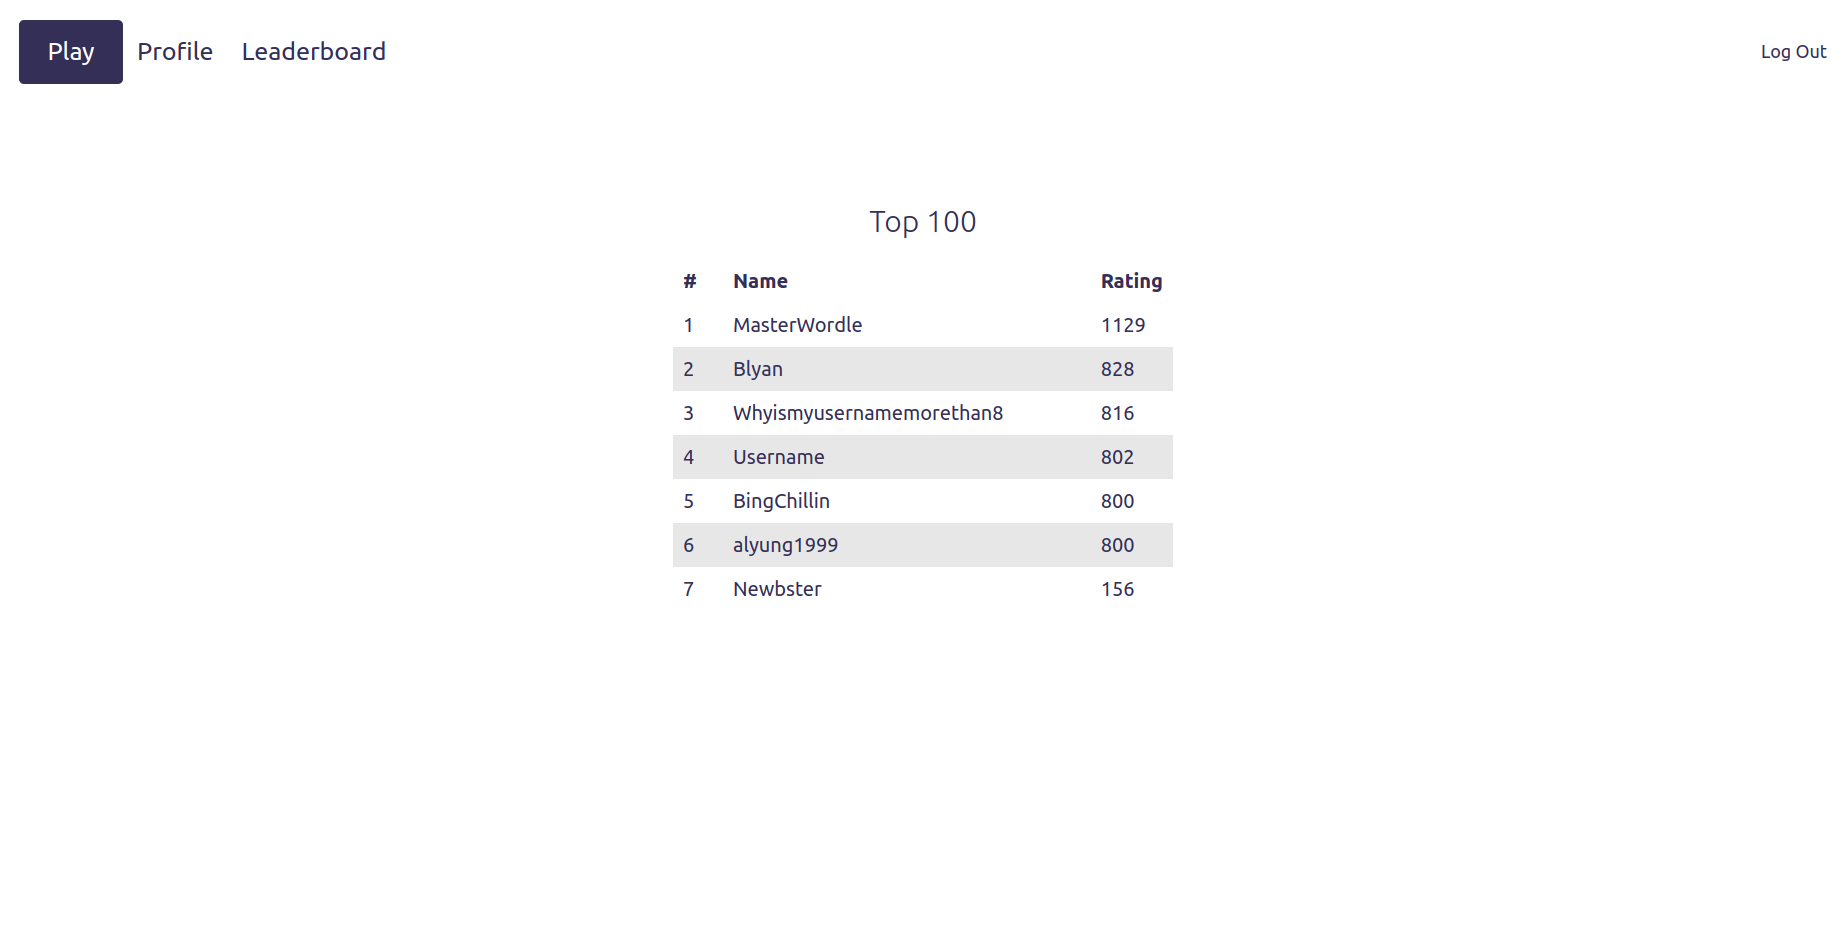 Play Profile Leaderboard Log Out
Top 100
# Name Rating
1 MasterWordle 1129
2 Blyan 828
3 Whyismyusernamemorethan8 816
4 Username 802
5 BingChillin 800
6 alyung1999 800
7 Newbster 156